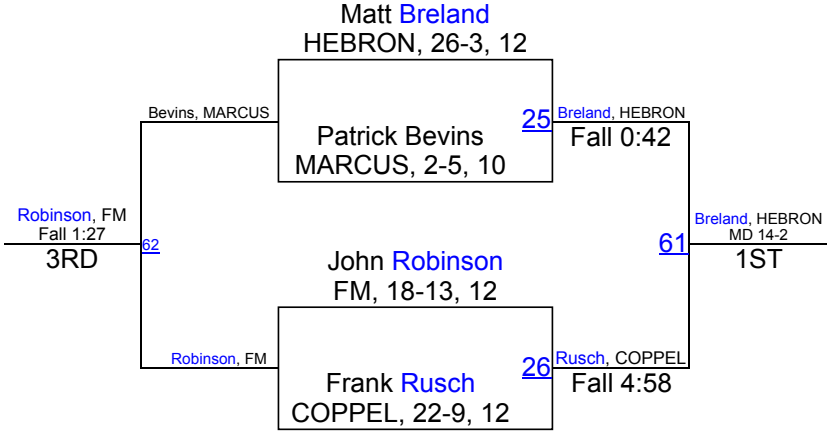 Matt Breland
HEBRON, 26-3, 12
Bevins, MARCUS
25
Breland, HEBRON
Fall 0:42
Patrick Bevins
MARCUS, 2-5, 10
Robinson, FM
Fall 1:27
3RD
62
61
Breland, HEBRON
MD 14-2
1ST
John Robinson
FM, 18-13, 12
Robinson, FM
26
Rusch, COPPEL
Fall 4:58
Frank Rusch
COPPEL, 22-9, 12